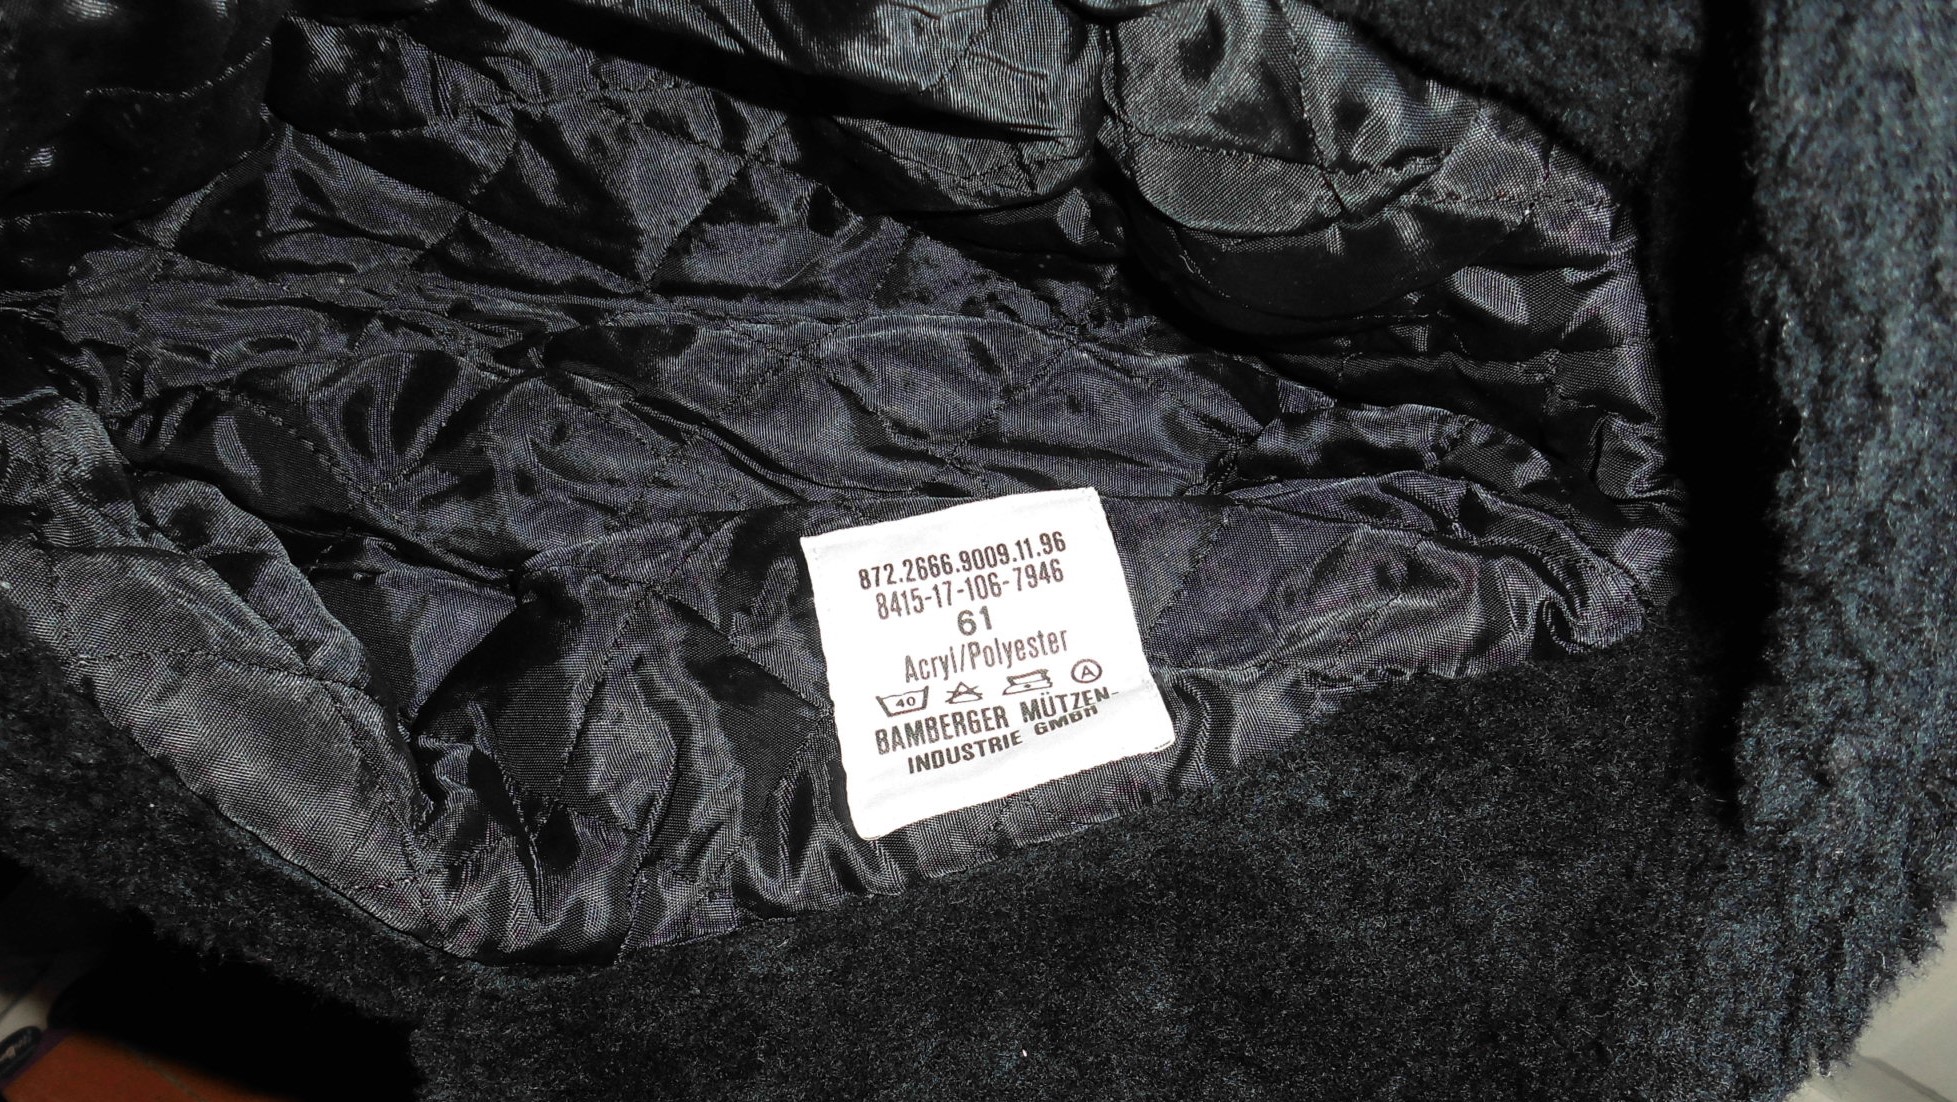 872.2666.9009.11.96
8415-17-106-7946
61
Acryl/Polyester
40 A
BAMBERGER MÜTZEN-
INDUSTRIE GMBH